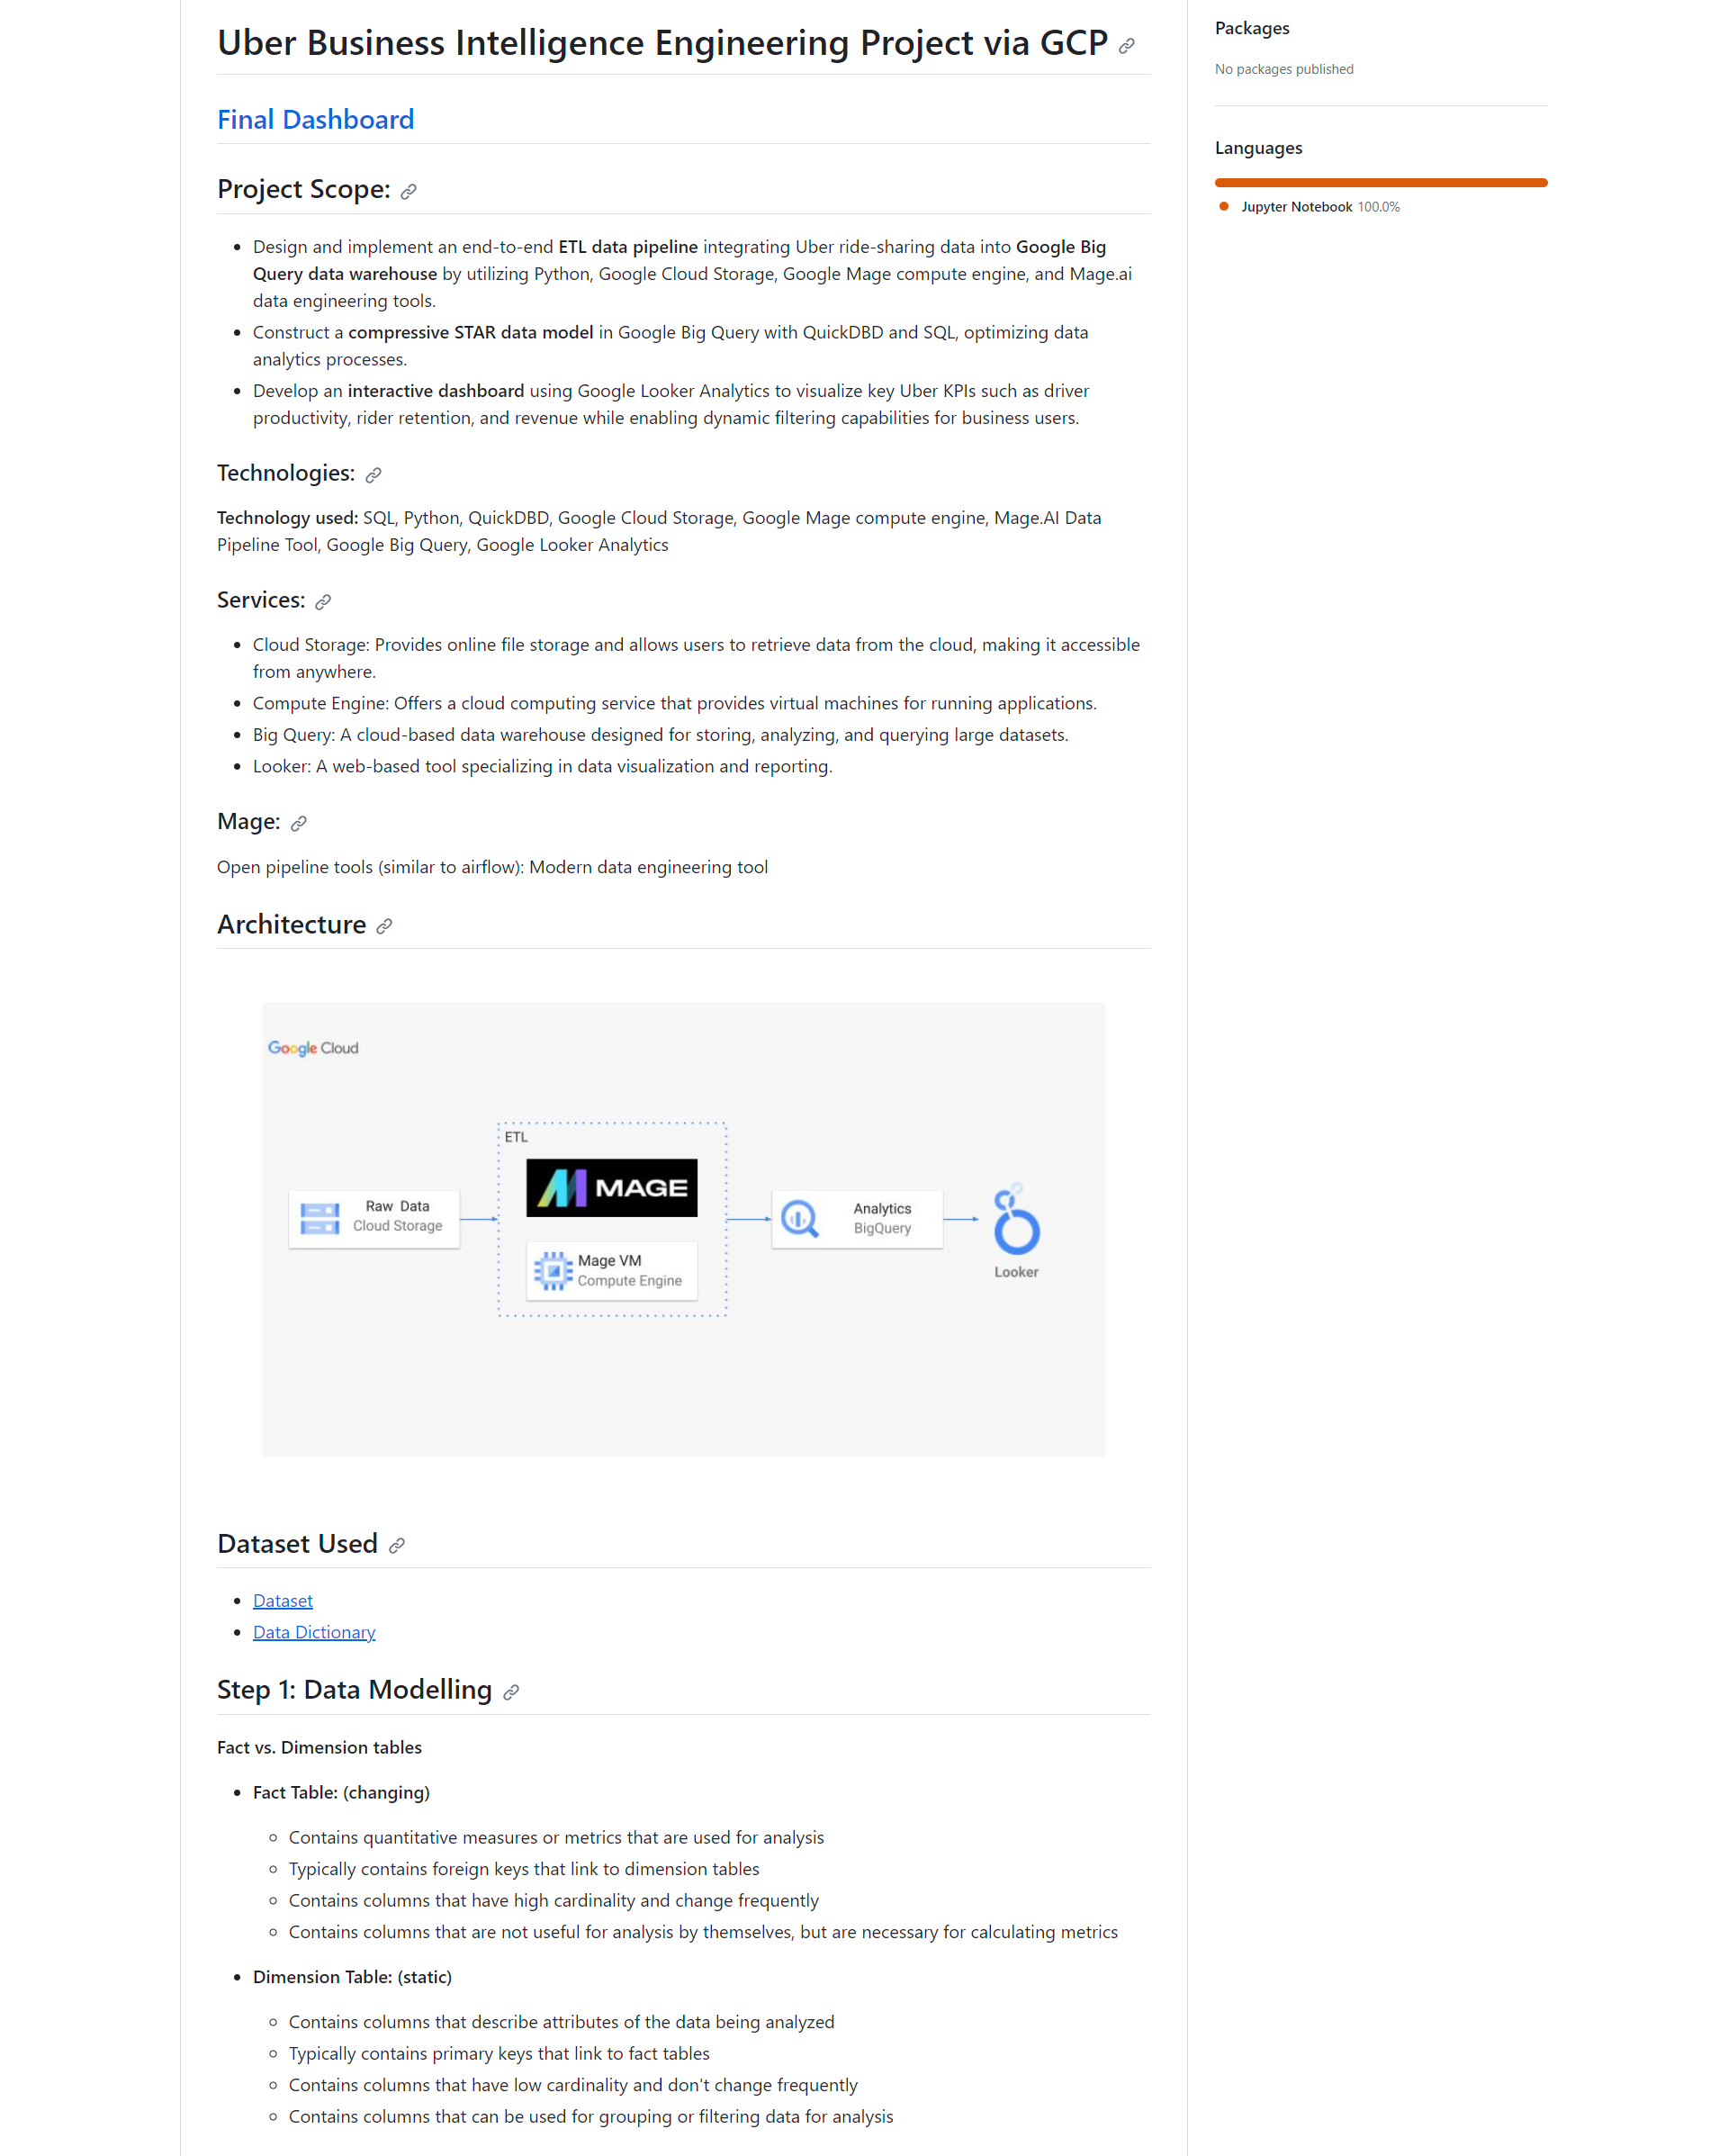 Uber Business Intelligence Engineering Project via GCP
Final Dashboard
Project Scope:
Design and implement an end-to-end ETL data pipeline integrating Uber ride-sharing data into Google Big
Query data warehouse by utilizing Python, Google Cloud Storage, Google Mage compute engine, and Mage.ai
data engineering tools.
Construct a compressive STAR data model in Google Big Query with QuickDBD and SQL, optimizing data
analytics processes.
Develop an interactive dashboard using Google Looker Analytics to visualize key Uber KPIs such as driver
productivity, rider retention, and revenue while enabling dynamic filtering capabilities for business users.
Technologies:
Technology used: SQL, Python, QuickDBD, Google Cloud Storage, Google Mage compute engine, Mage.AI Data
Pipeline Tool, Google Big Query, Google Looker Analytics
Services:
Cloud Storage: Provides online file storage and allows users to retrieve data from the cloud, making it accessible
from anywhere.
Compute Engine: Offers a cloud computing service that provides virtual machines for running applications.
Big Query: A cloud-based data warehouse designed for storing, analyzing, and querying large datasets.
Looker: A web-based tool specializing in data visualization and reporting.
Mage:
Open pipeline tools (similar to airflow): Modern data engineering tool
Architecture
Google Cloud
ETL
MAGE
Raw Data
Cloud Storage
Mage VM
Compute Engine
Analytics
BigQuery
Looker
Dataset Used
Dataset
Data Dictionary
Step 1: Data Modelling
Fact vs. Dimension tables
Fact Table: (changing)
Contains quantitative measures or metrics that are used for analysis
Typically contains foreign keys that link to dimension tables
Contains columns that have high cardinality and change frequently
Contains columns that are not useful for analysis by themselves, but are necessary for calculating metrics
Dimension Table: (static)
Contains columns that describe attributes of the data being analyzed
Typically contains primary keys that link to fact tables
Contains columns that have low cardinality and don't change frequently
Contains columns that can be used for grouping or filtering data for analysis
Packages
No packages published
Languages
Jupyter Notebook 100.0%